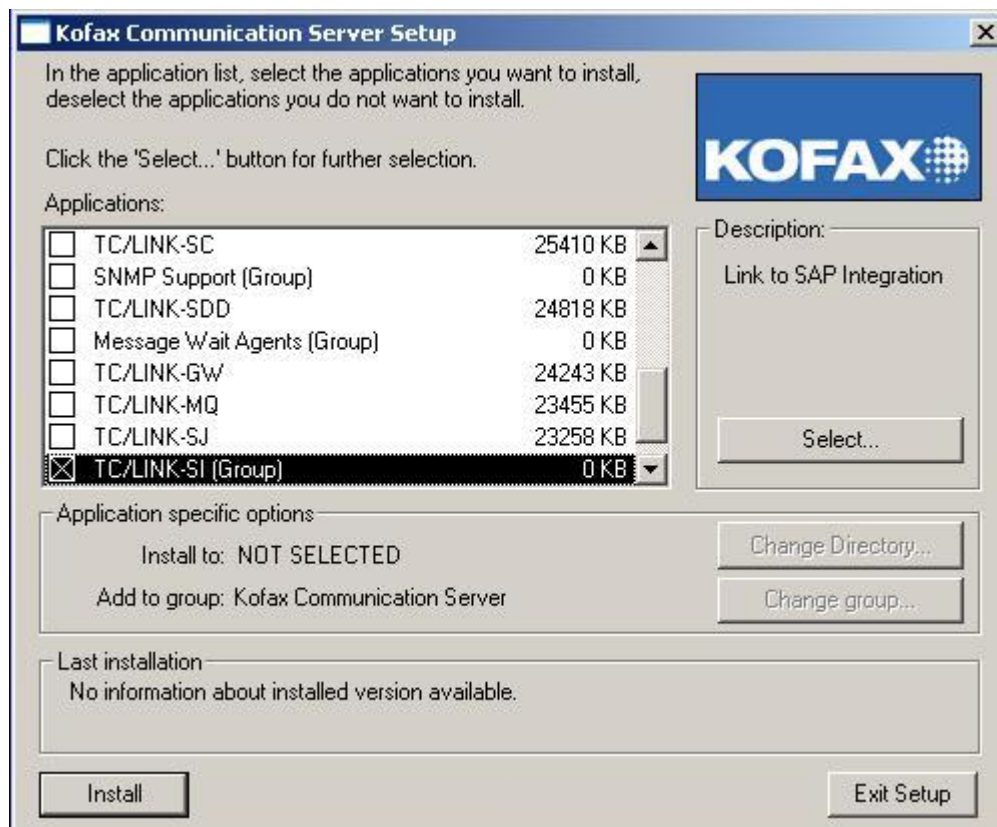 Kofax Communication Server Setup
In the application list, select the applications you want to install,
deselect the applications you do not want to install.
Click the 'Select...' button for further selection.
KOFAX
Applications:
TC/LINK-SC 25410 KB
SNMP Support (Group) 0 KB
TC/LINK-SDD 24818 KB
Message Wait Agents (Group) 0 KB
TC/LINK-GW 24243 KB
TC/LINK-MQ 23455 KB
TC/LINK-SJ 23258 KB
TC/LINK-SI (Group) 0 KB
Description:
Link to SAP Integration
Select...
Application specific options
Install to: NOT SELECTED
Change Directory...
Add to group: Kofax Communication Server
Change group...
Last installation
No information about installed version available.
Install
Exit Setup